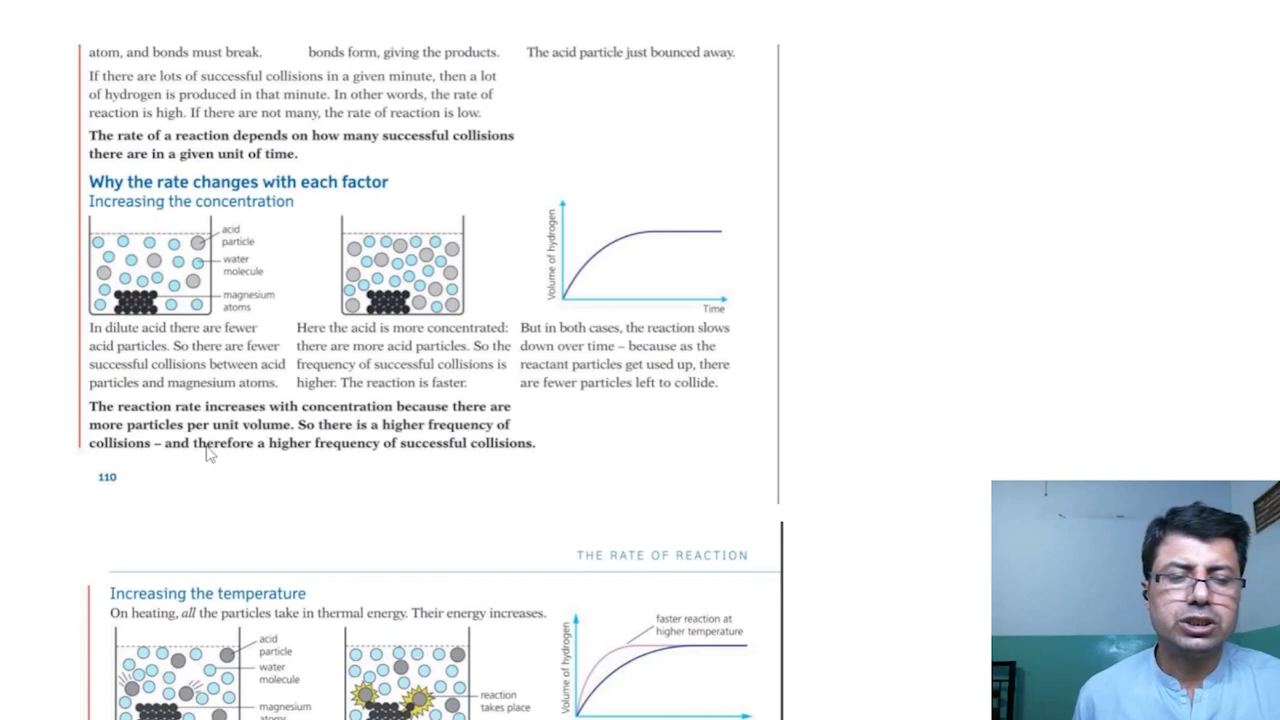 atom, and bonds must break.
bonds form, giving the products.
The acid particle just bounced away.
If there are lots of successful collisions in a given minute, then a lot
of hydrogen is produced in that minute. In other words, the rate of
reaction is high. If there are not many, the rate of reaction is low.
The rate of a reaction depends on how many successful collisions
there are in a given unit of time.
Why the rate changes with each factor
Increasing the concentration
acid
particle
water
molecule
magnesium
atoms
Volume of hydrogen
Time
In dilute acid there are fewer
acid particles. So there are fewer
successful collisions between acid
particles and magnesium atoms.
Here the acid is more concentrated:
there are more acid particles. So the
frequency of successful collisions is
higher. The reaction is faster.
But in both cases, the reaction slows
down over time – because as the
reactant particles get used up, there
are fewer particles left to collide.
The reaction rate increases with concentration because there are
more particles per unit volume. So there is a higher frequency of
collisions – and therefore a higher frequency of successful collisions.
110
THE RATE OF REACTION
Increasing the temperature
On heating, all the particles take in thermal energy. Their energy increases.
acid
particle
water
molecule
magnesium
atoms
reaction
takes place
Volume of hydrogen
faster reaction at
higher temperature